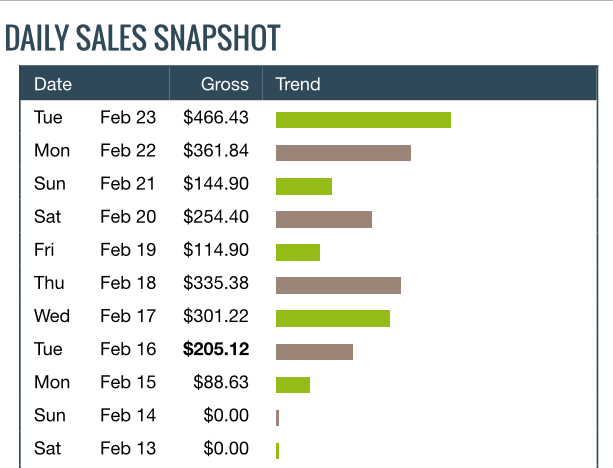 DAILY SALES SNAPSHOT
Date Gross Trend
Tue Feb 23 $466.43
Mon Feb 22 $361.84
Sun Feb 21 $144.90
Sat Feb 20 $254.40
Fri Feb 19 $114.90
Thu Feb 18 $335.38
Wed Feb 17 $301.22
Tue Feb 16 $205.12
Mon Feb 15 $88.63
Sun Feb 14 $0.00
Sat Feb 13 $0.00